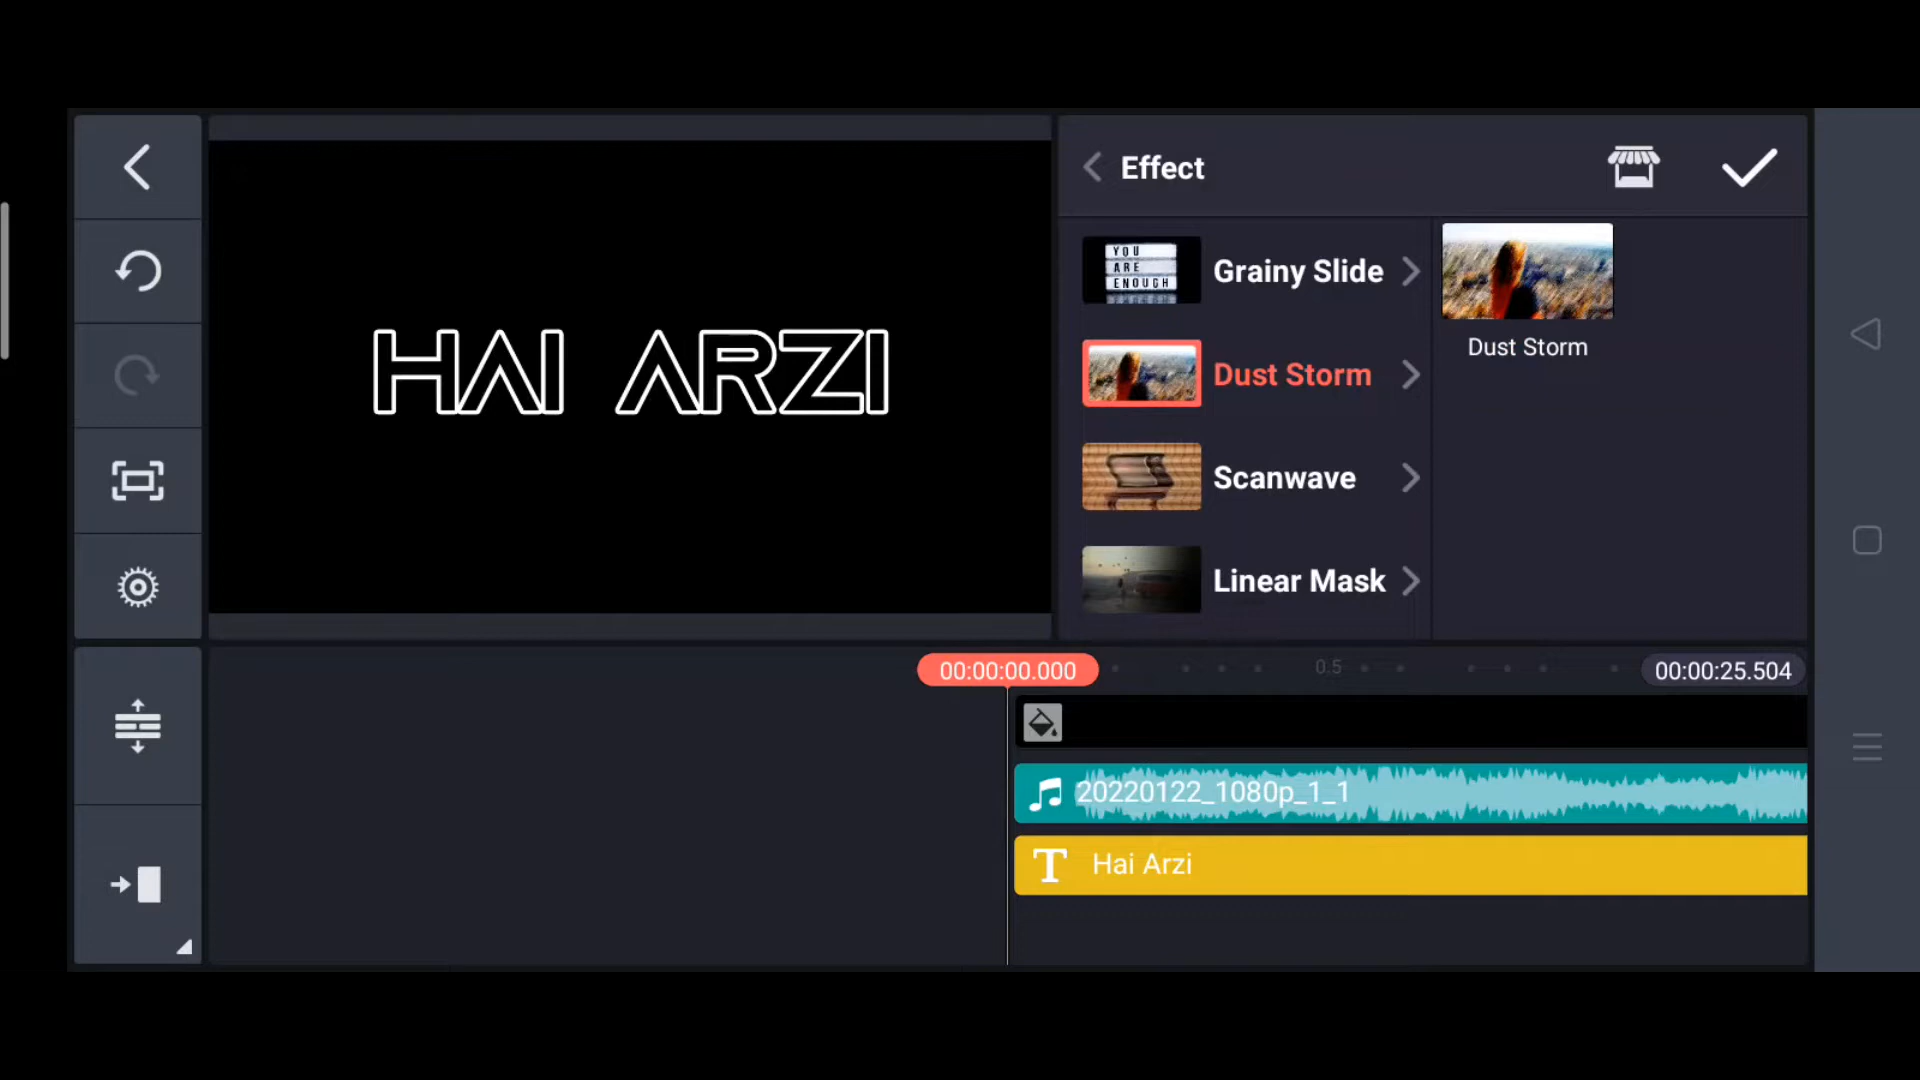 Effect
YOU
ARE
ENOUGH
Grainy Slide
Dust Storm
Scanwave
Linear Mask
Dust Storm
HAI ARZI
00:00:00.000
0.5
00:00:25.504
20220122_1080p_1_1
T
Hai Arzi